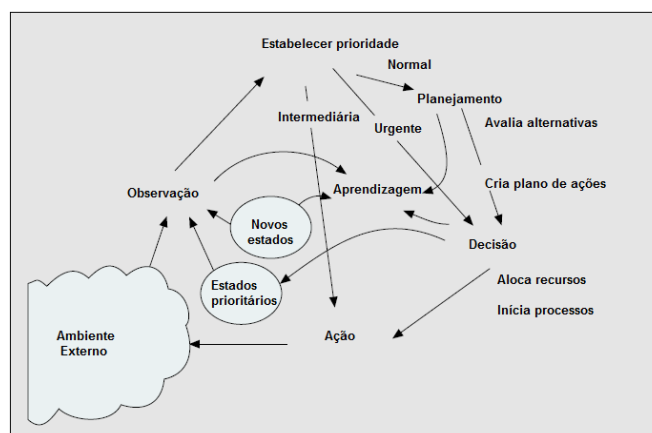 Estabelecer prioridade
Normal
Planejamento
Intermediária
Urgente
Avalia alternativas
Observação
Aprendizagem
Cria plano de ações
Novos
estados
Decisão
Estados
prioritários
Aloca recursos
Inícia processos
Ambiente
Externo
Ação